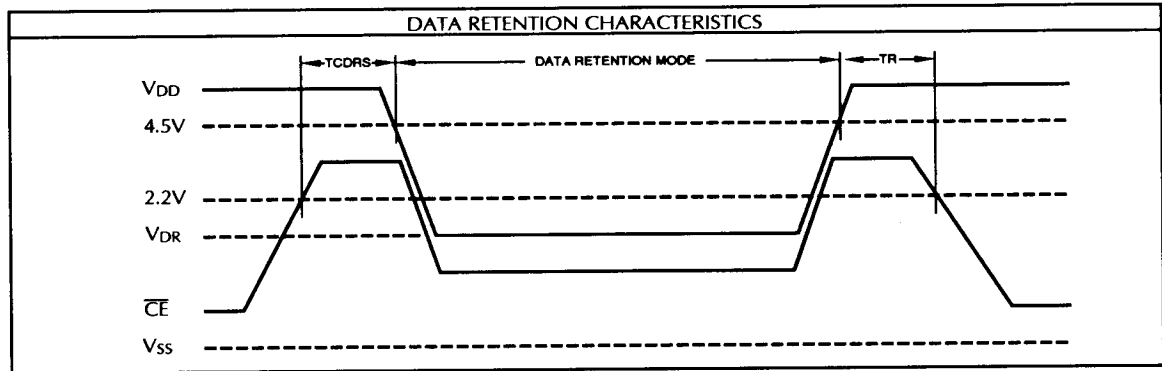 DATA RETENTION CHARACTERISTICS
TCDRS DATA RETENTION MODE TR
VDD
4.5V
2.2V
VDR
CE
VSS